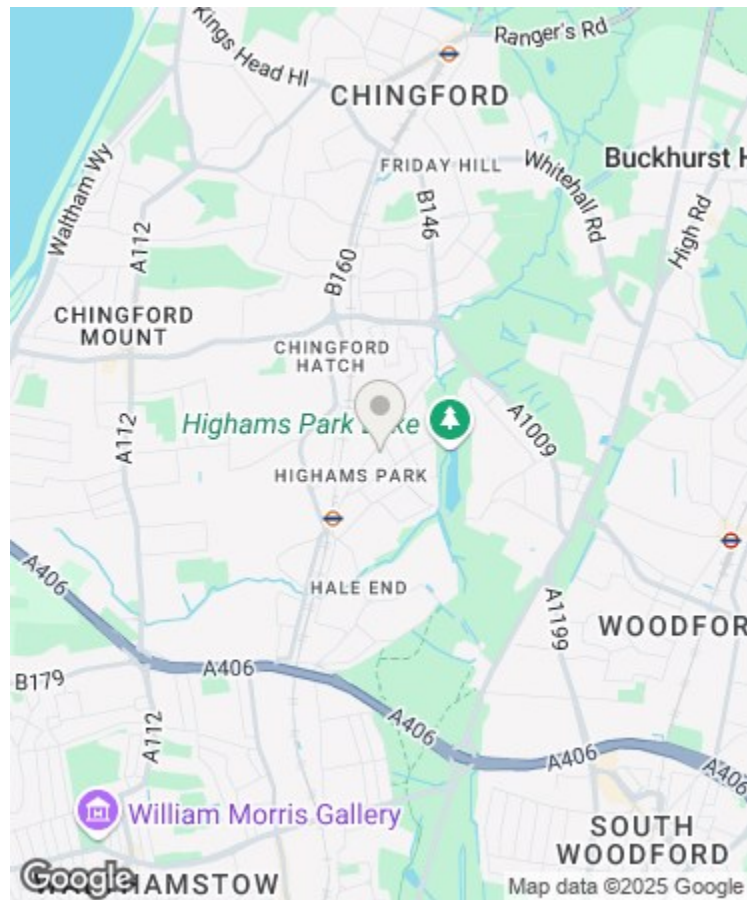 Kings Head Hl
Ranger's Rd
CHINGFORD
FRIDAY HILL
Whitehall Rd
Buckhurst H
Waltham Wy
B146
High Rd
A112
B160
CHINGFORD
MOUNT
CHINGFORD
HATCH
Highams Park Lake
A1009
A112
HIGHAMS PARK
A406
HALE END
A1199
WOODFOR
B179
A406
A112
A406
A406
A406
William Morris Gallery
SOUTH
WOODFORD
Google
WALTHAMSTOW
Map data ©2025 Google